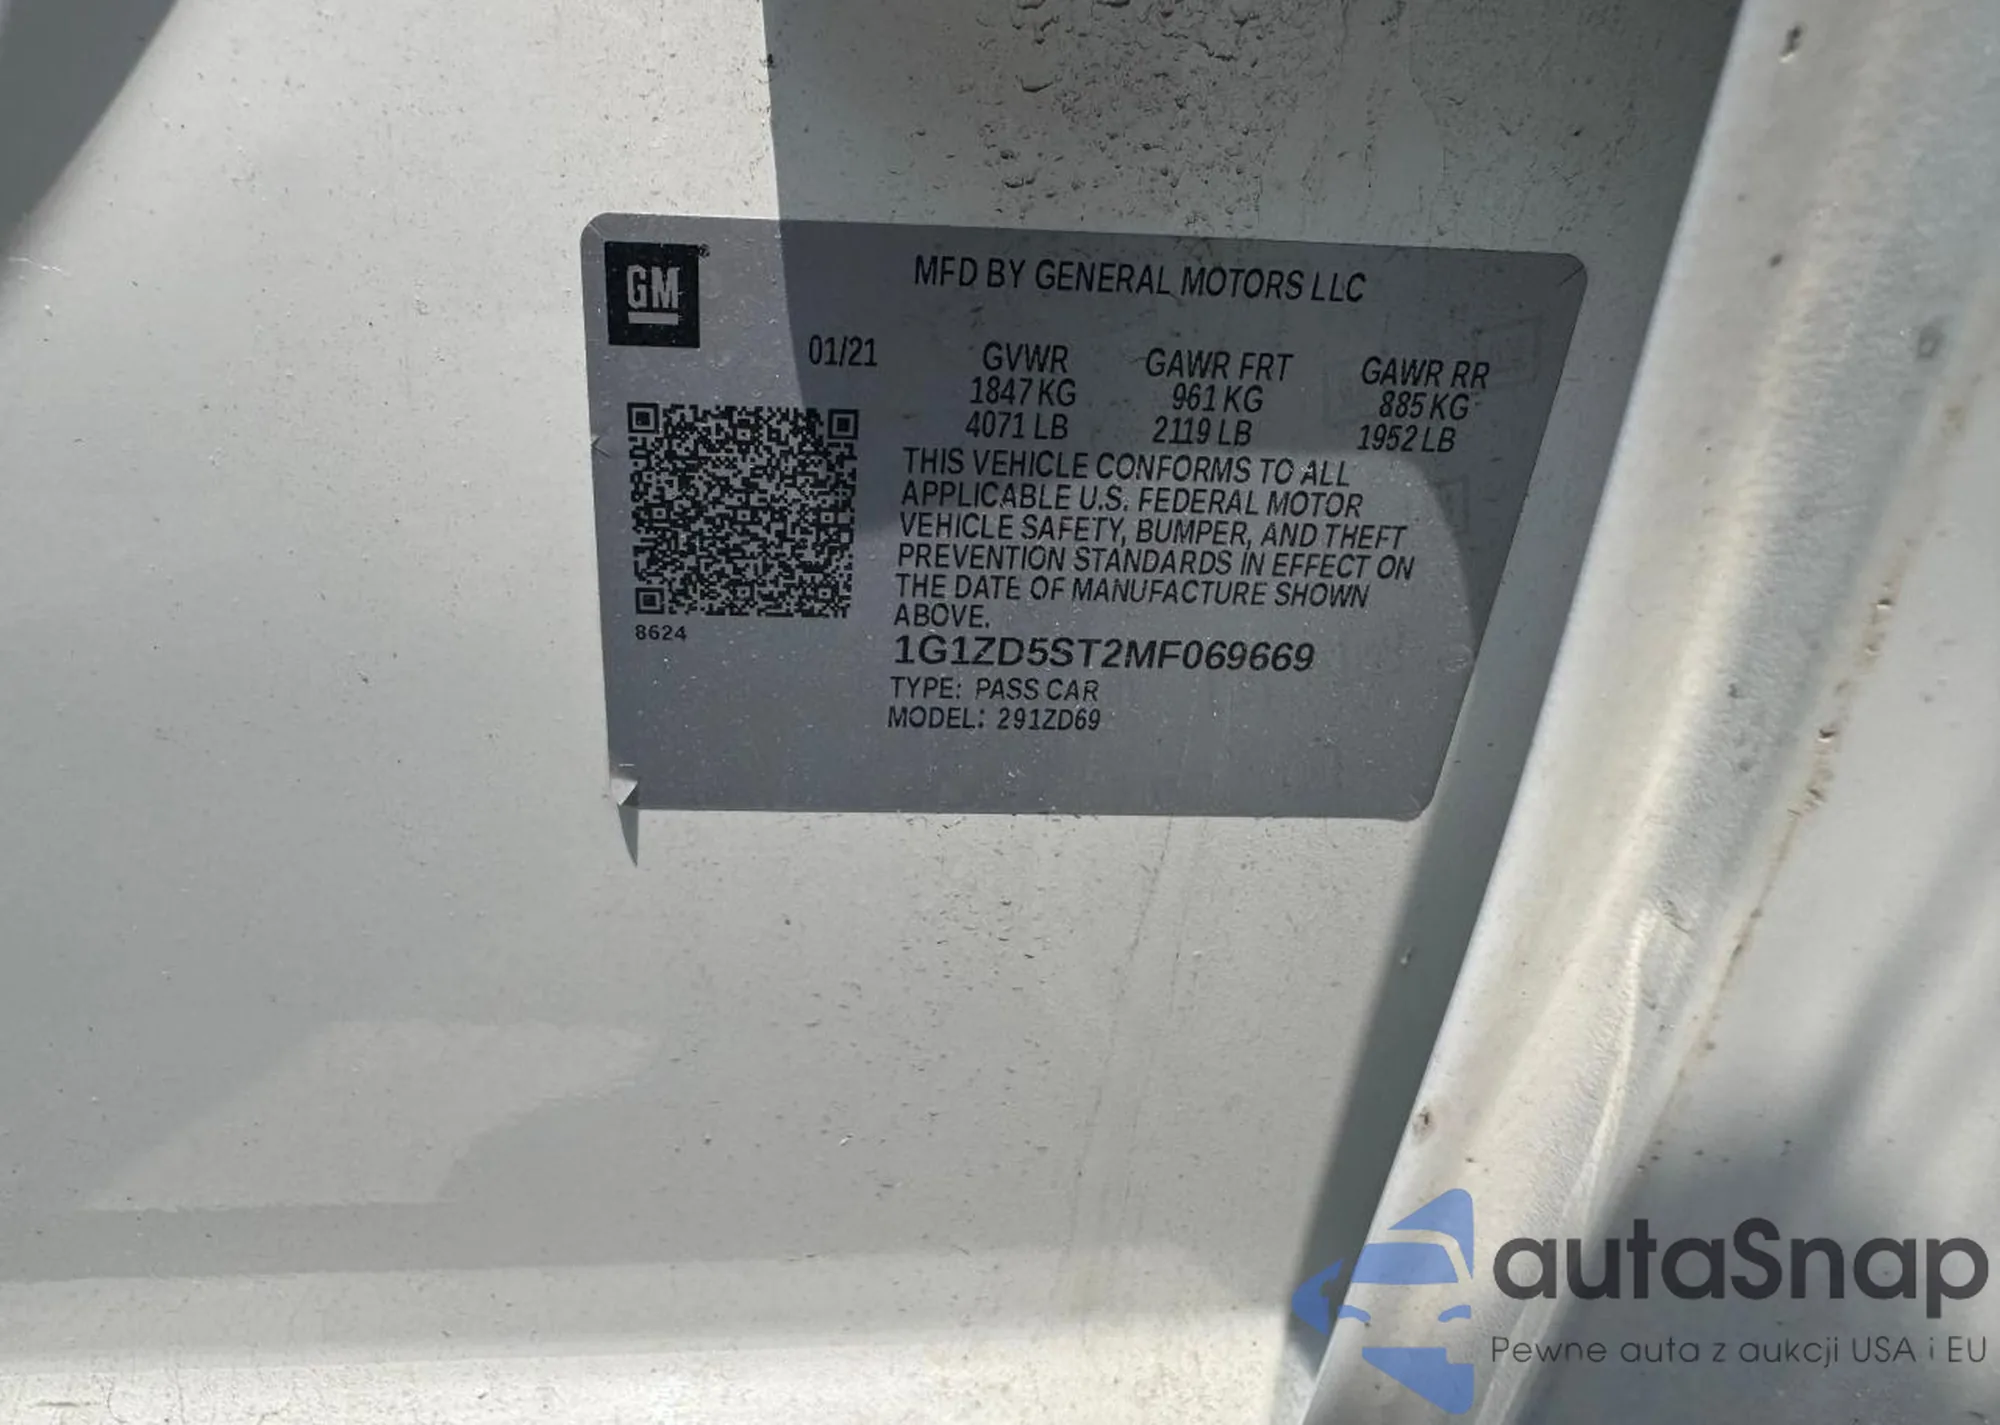 GM®
MFD BY GENERAL MOTORS LLC
01/21 GVWR GAWR FRT GAWR RR
1847 KG 961 KG 885 KG
4071 LB 2119 LB 1952 LB
THIS VEHICLE CONFORMS TO ALL
APPLICABLE U.S. FEDERAL MOTOR
VEHICLE SAFETY, BUMPER, AND THEFT
PREVENTION STANDARDS IN EFFECT ON
THE DATE OF MANUFACTURE SHOWN
ABOVE.
8624
1G1ZD5ST2MF069669
TYPE: PASS CAR
MODEL: 291ZD69
autaSnap
Pewne auta z aukcji USA i EU